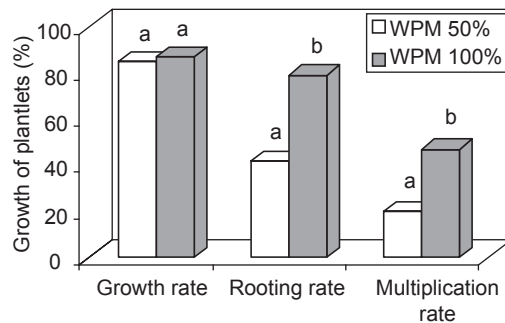 WPM 50%
WPM 100%
Growth of plantlets (%)
100
80
60
40
20
0
a a
a b
a b
Growth rate Rooting rate Multiplication
rate